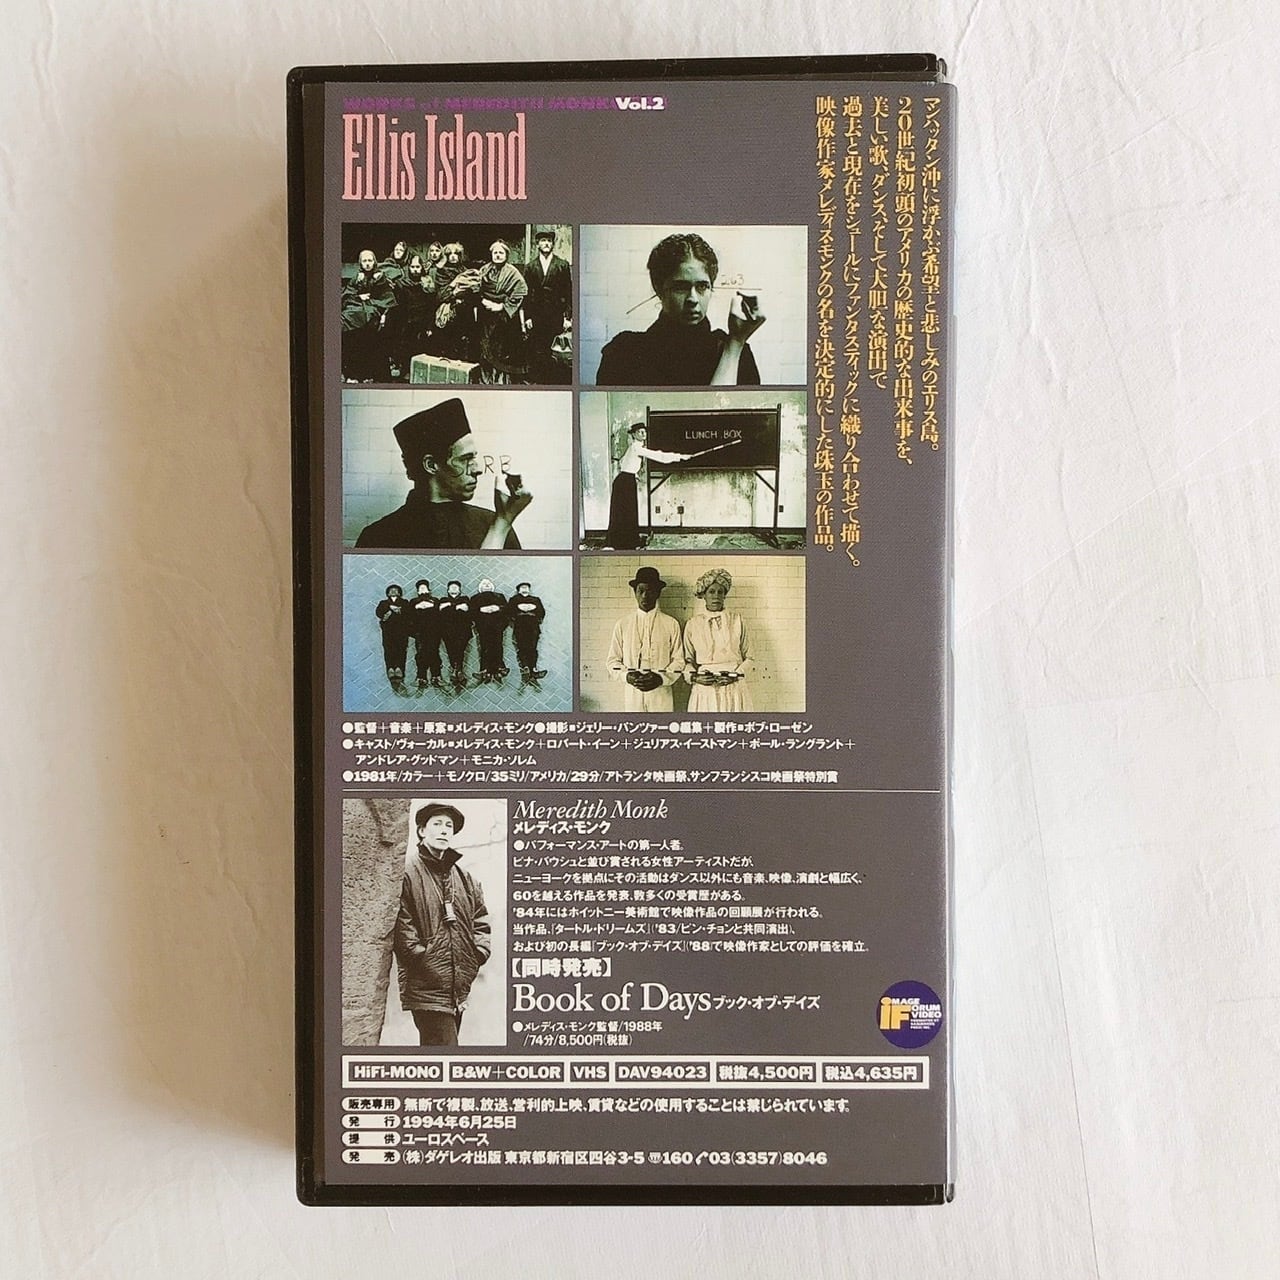 WORKS of MEREDITH MONK Vol.2
Ellis Island
マンハッタン沖に浮かぶ希望と悲しみのエリス島。
20世紀初頭のアメリカの歴史的な出来事を、
美しい歌、ダンス、そして大胆な演出で
過去と現在をシュールにファンタスティックに織り合わせて描く。
映像作家メレディス・モンクの名を決定的にした珠玉の作品。
263
RB
LUNCH BOX
●監督＋音楽＋原案■メレディス・モンク●撮影■ジェリー・パンツァー●編集＋製作■ボブ・ローゼン
●キャスト/ヴォーカル■メレディス・モンク＋ロバート・イーン＋ジュリアス・イーストマン＋ポール・ラングラント＋
アンドレア・グッドマン＋モニカ・ソレム
●1981年/カラー＋モノクロ/35ミリ/アメリカ/29分/アトランタ映画祭、サンフランシスコ映画祭特別賞
Meredith Monk
メレディス・モンク
●パフォーマンス・アートの第一人者。
ピナ・バウシュと並び賞される女性アーティストだが、
ニューヨークを拠点にその活動はダンス以外にも音楽、映像、演劇と幅広く、
60を越える作品を発表、数多くの受賞歴がある。
'84年にはホイットニー美術館で映像作品の回顧展が行われる。
当作品、『タートル・ドリームズ』('83/ピン・チョンと共同演出)、
および初の長編『ブック・オブ・デイズ』('88)で映像作家としての評価を確立。
【同時発売】
Book of Days ブック・オブ・デイズ
●メレディス・モンク監督/1988年
/74分/8,500円(税抜)
IMAGE FORUM VIDEO
HiFi-MONO B&W＋COLOR VHS DAV94023 税抜4,500円 税込4,635円
販売専用 無断で複製、放送、営利的上映、賃貸などの使用することは禁じられています。
発 行 1994年6月25日
提 供 ユーロスペース
発 売 (株)ダゲレオ出版 東京都新宿区四谷3-5 〠160 ✆03(3357)8046